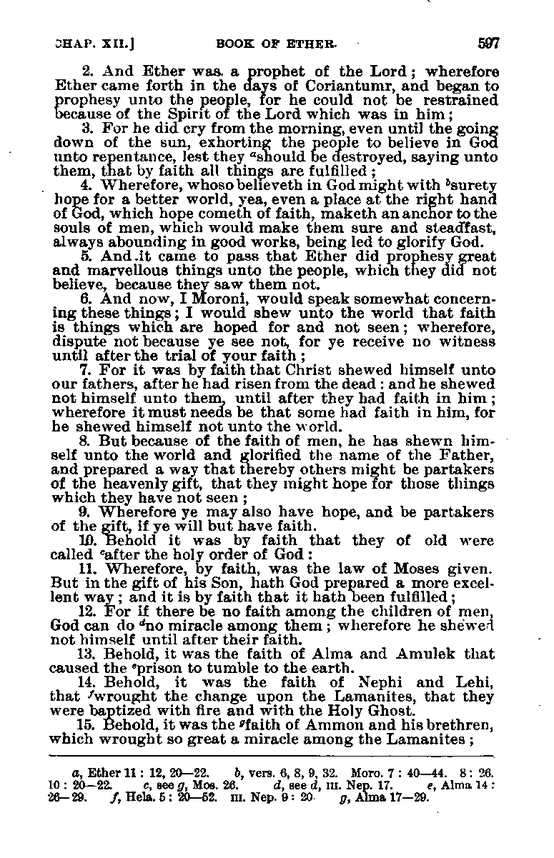 CHAP. XII.] BOOK OF ETHER. 597
2. And Ether was a prophet of the Lord; wherefore
Ether came forth in the days of Coriantumr, and began to
prophesy unto the people, for he could not be restrained
because of the Spirit of the Lord which was in him;
3. For he did cry from the morning, even until the going
down of the sun, exhorting the people to believe in God
unto repentance, lest they ᵃshould be destroyed, saying unto
them, that by faith all things are fulfilled;
4. Wherefore, whoso believeth in God might with ᵇsurety
hope for a better world, yea, even a place at the right hand
of God, which hope cometh of faith, maketh an anchor to the
souls of men, which would make them sure and steadfast,
always abounding in good works, being led to glorify God.
5. And it came to pass that Ether did prophesy great
and marvellous things unto the people, which they did not
believe, because they saw them not.
6. And now, I Moroni, would speak somewhat concern-
ing these things; I would shew unto the world that faith
is things which are hoped for and not seen; wherefore,
dispute not because ye see not, for ye receive no witness
until after the trial of your faith;
7. For it was by faith that Christ shewed himself unto
our fathers, after he had risen from the dead: and he shewed
not himself unto them, until after they had faith in him;
wherefore it must needs be that some had faith in him, for
he shewed himself not unto the world.
8. But because of the faith of men, he has shewn him-
self unto the world and glorified the name of the Father,
and prepared a way that thereby others might be partakers
of the heavenly gift, that they might hope for those things
which they have not seen;
9. Wherefore ye may also have hope, and be partakers
of the gift, if ye will but have faith.
10. Behold it was by faith that they of old were
called ᶜafter the holy order of God:
11. Wherefore, by faith, was the law of Moses given.
But in the gift of his Son, hath God prepared a more excel-
lent way; and it is by faith that it hath been fulfilled;
12. For if there be no faith among the children of men,
God can do ᵈno miracle among them; wherefore he shewed
not himself until after their faith.
13. Behold, it was the faith of Alma and Amulek that
caused the ᵉprison to tumble to the earth.
14. Behold, it was the faith of Nephi and Lehi,
that ᶠwrought the change upon the Lamanites, that they
were baptized with fire and with the Holy Ghost.
15. Behold, it was the ᵍfaith of Ammon and his brethren,
which wrought so great a miracle among the Lamanites;
a, Ether 11: 12, 20—22. b, vers. 6, 8, 9, 32. Moro. 7: 40—44. 8: 26.
10: 20—22. c, see g, Mos. 26. d, see d, III. Nep. 17. e, Alma 14:
26—29. f, Hela. 5: 20—52. III. Nep. 9: 20. g, Alma 17—29.